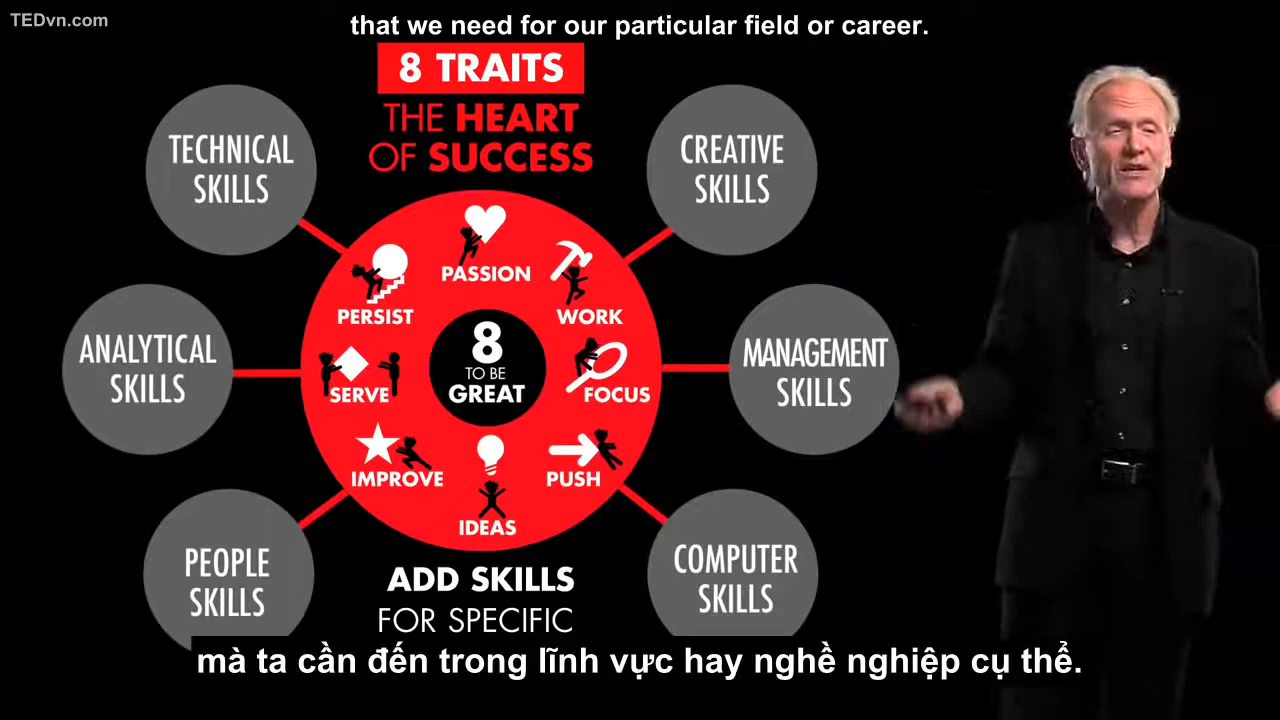 TEDvn.com
that we need for our particular field or career.
8 TRAITS
THE HEART
OF SUCCESS
TECHNICAL
SKILLS
CREATIVE
SKILLS
PASSION
PERSIST
WORK
ANALYTICAL
SKILLS
8
TO BE
GREAT
SERVE
FOCUS
MANAGEMENT
SKILLS
IMPROVE
PUSH
IDEAS
PEOPLE
SKILLS
COMPUTER
SKILLS
ADD SKILLS
FOR SPECIFIC
mà ta cần đến trong lĩnh vực hay nghề nghiệp cụ thể.